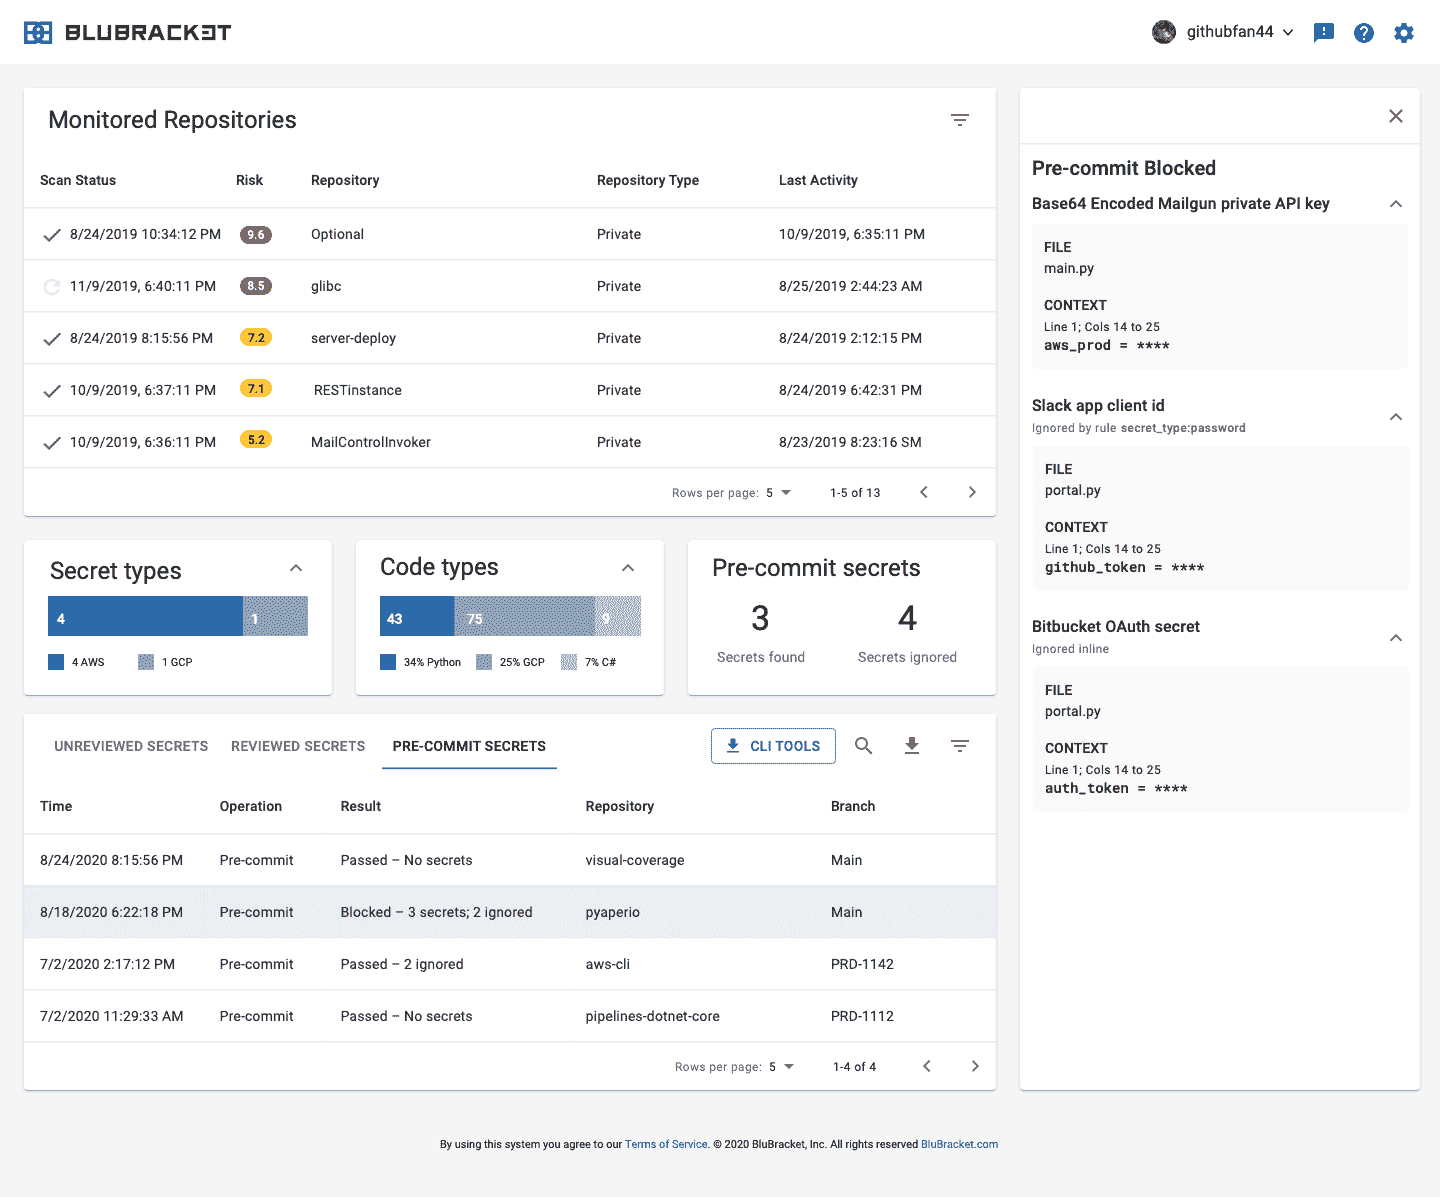 BLUBRACKET
githubfan44
Monitored Repositories
Scan Status Risk Repository Repository Type Last Activity
8/24/2019 10:34:12 PM 9.6 Optional Private 10/9/2019, 6:35:11 PM
11/9/2019, 6:40:11 PM 8.5 glibc Private 8/25/2019 2:44:23 AM
8/24/2019 8:15:56 PM 7.2 server-deploy Private 8/24/2019 2:12:15 PM
10/9/2019, 6:37:11 PM 7.1 RESTinstance Private 8/24/2019 6:42:31 PM
10/9/2019, 6:36:11 PM 5.2 MailControlInvoker Private 8/23/2019 8:23:16 SM
Rows per page: 5 1-5 of 13
Secret types
4 1
4 AWS 1 GCP
Code types
43 75 9
34% Python 25% GCP 7% C#
Pre-commit secrets
3 4
Secrets found Secrets ignored
UNREVIEWED SECRETS REVIEWED SECRETS PRE-COMMIT SECRETS CLI TOOLS
Time Operation Result Repository Branch
8/24/2020 8:15:56 PM Pre-commit Passed – No secrets visual-coverage Main
8/18/2020 6:22:18 PM Pre-commit Blocked – 3 secrets; 2 ignored pyaperio Main
7/2/2020 2:17:12 PM Pre-commit Passed – 2 ignored aws-cli PRD-1142
7/2/2020 11:29:33 AM Pre-commit Passed – No secrets pipelines-dotnet-core PRD-1112
Rows per page: 5 1-4 of 4
Pre-commit Blocked
Base64 Encoded Mailgun private API key
FILE
main.py
CONTEXT
Line 1; Cols 14 to 25
aws_prod = ****
Slack app client id
Ignored by rule secret_type:password
FILE
portal.py
CONTEXT
Line 1; Cols 14 to 25
github_token = ****
Bitbucket OAuth secret
Ignored inline
FILE
portal.py
CONTEXT
Line 1; Cols 14 to 25
auth_token = ****
By using this system you agree to our Terms of Service. © 2020 BluBracket, Inc. All rights reserved BluBracket.com